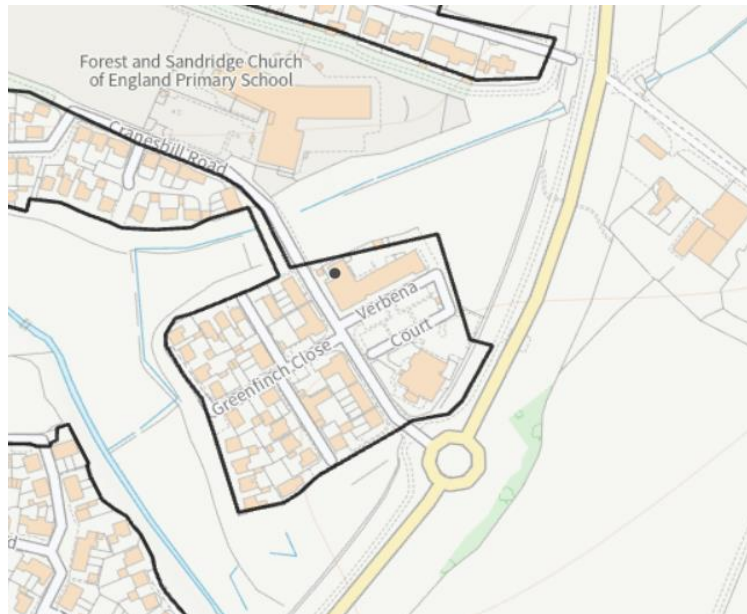 Forest and Sandridge Church
of England Primary School
Cranesbill Road
Verbena
Court
Greenfinch Close
d